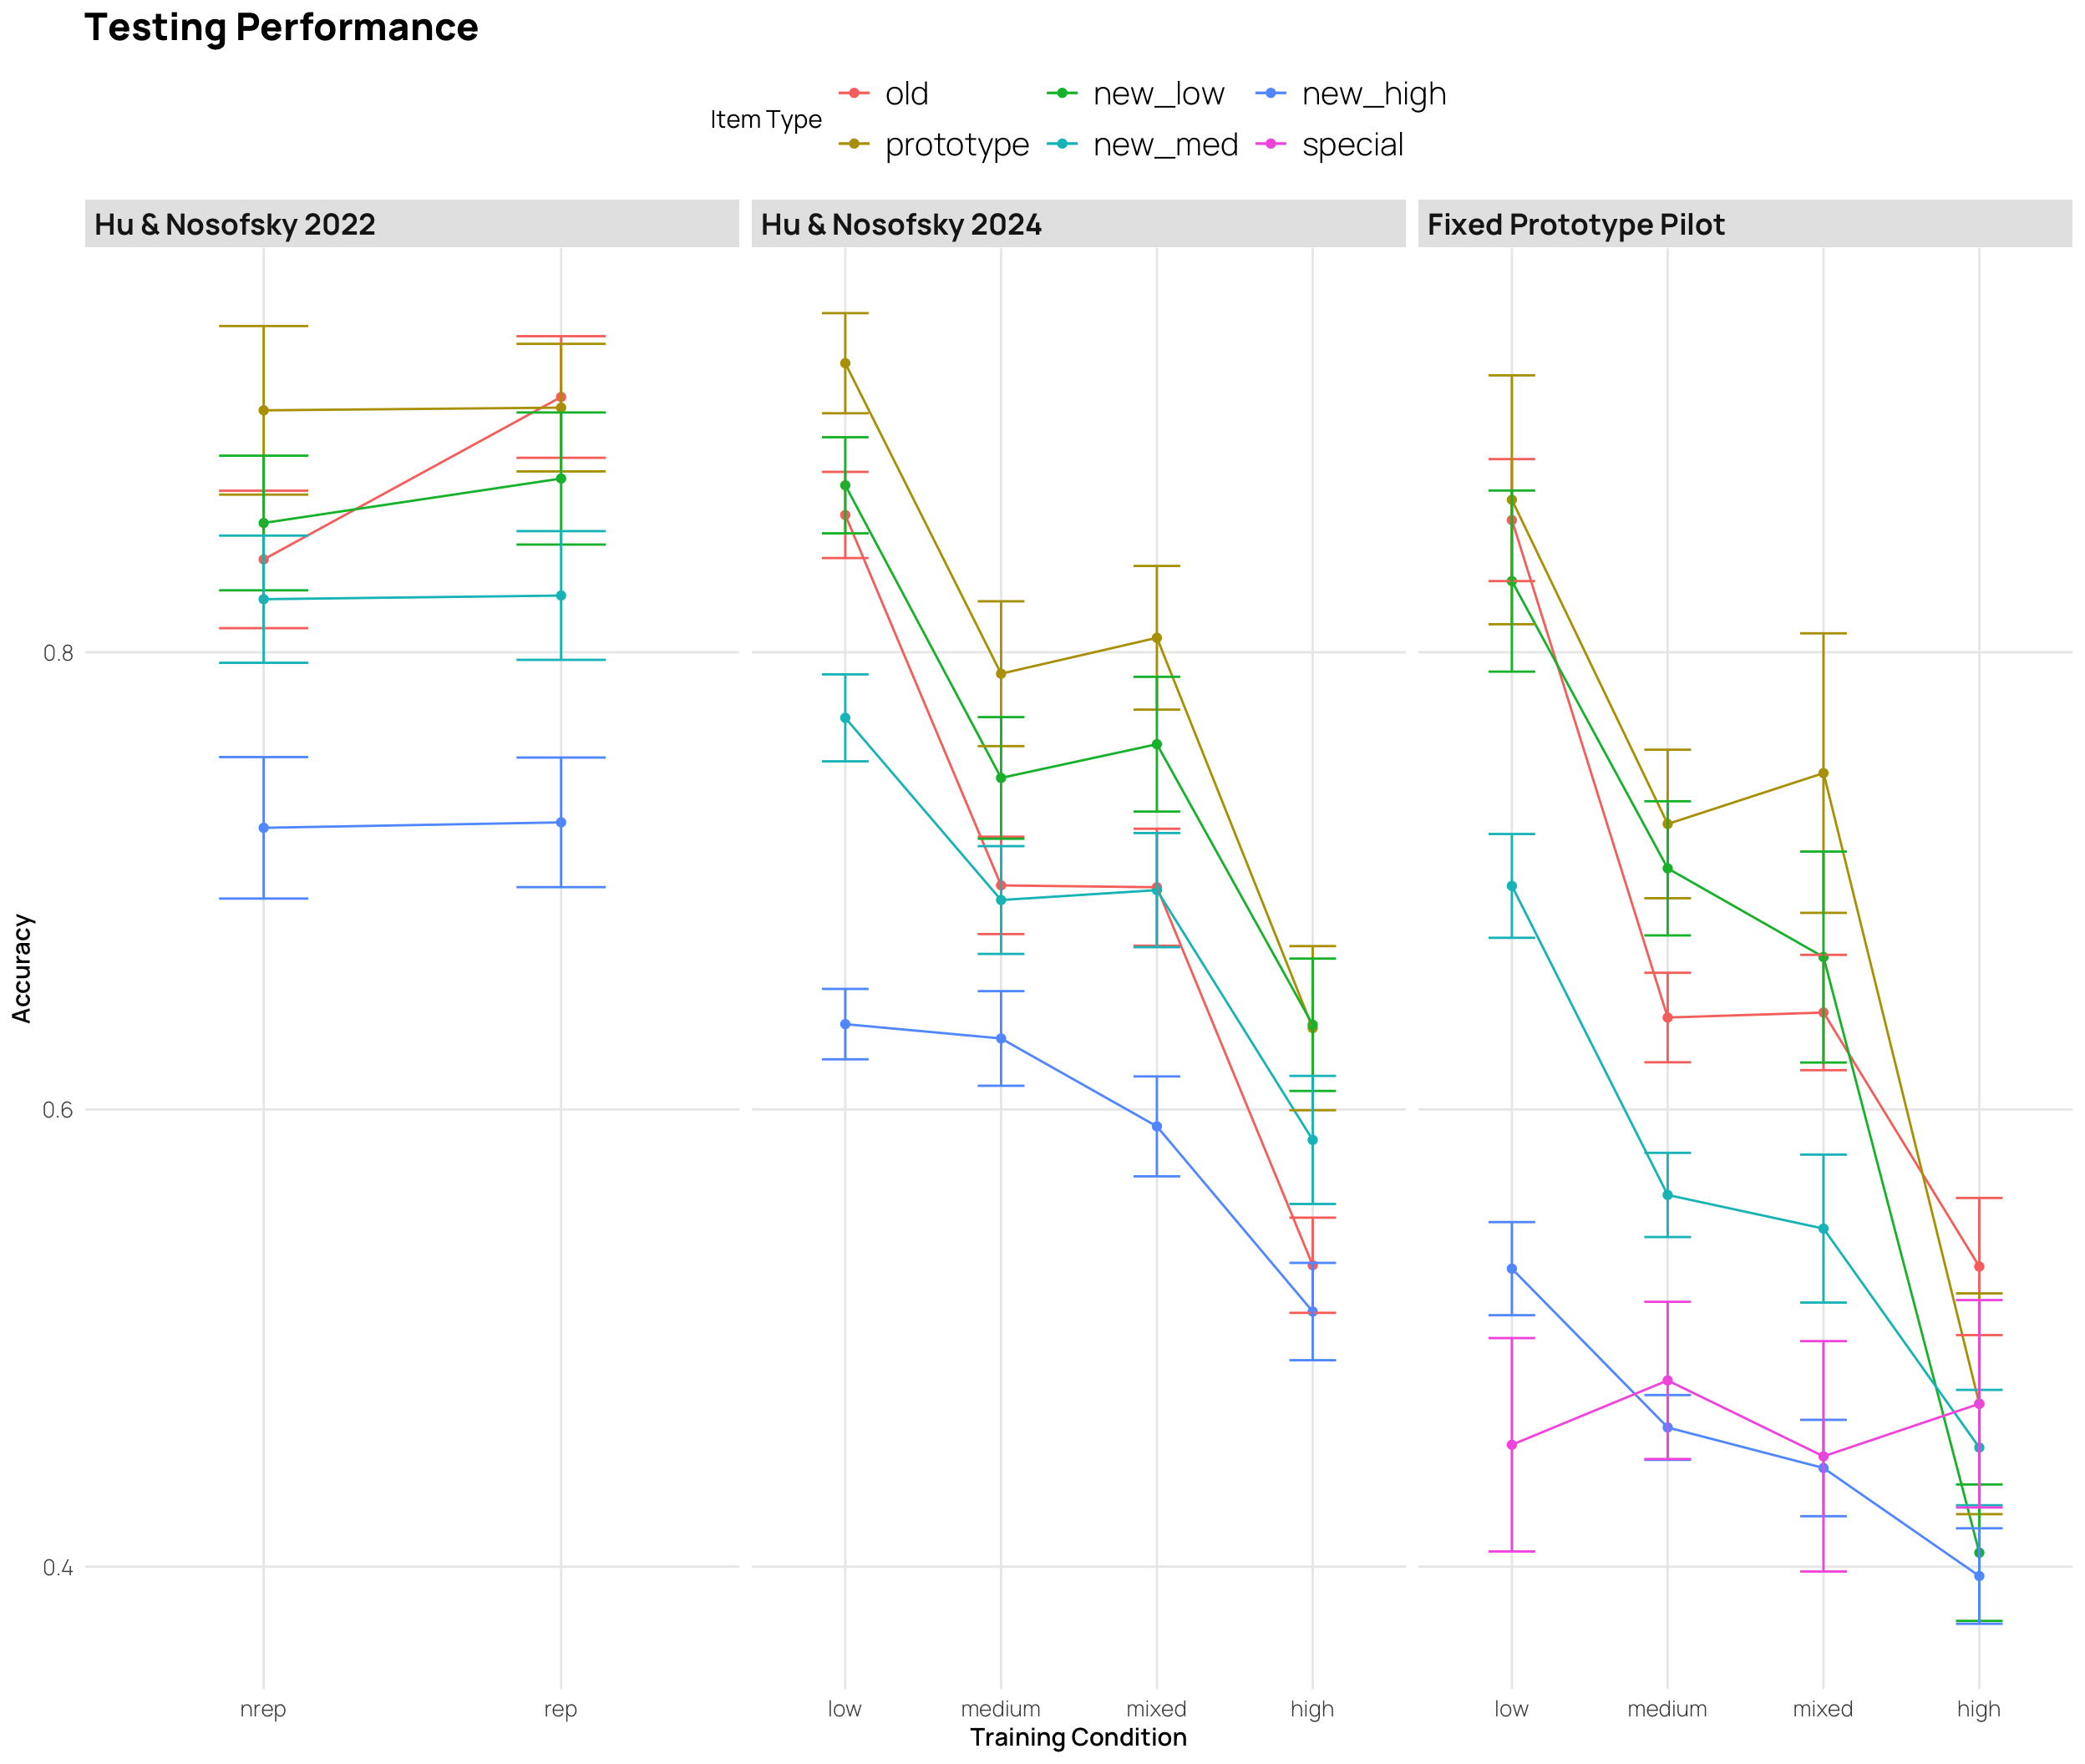 Testing Performance
Item Type
old
new_low
new_high
prototype
new_med
special
Hu & Nosofsky 2022
Hu & Nosofsky 2024
Fixed Prototype Pilot
Accuracy
0.8
0.6
0.4
nrep
rep
low
medium
mixed
high
low
medium
mixed
high
Training Condition